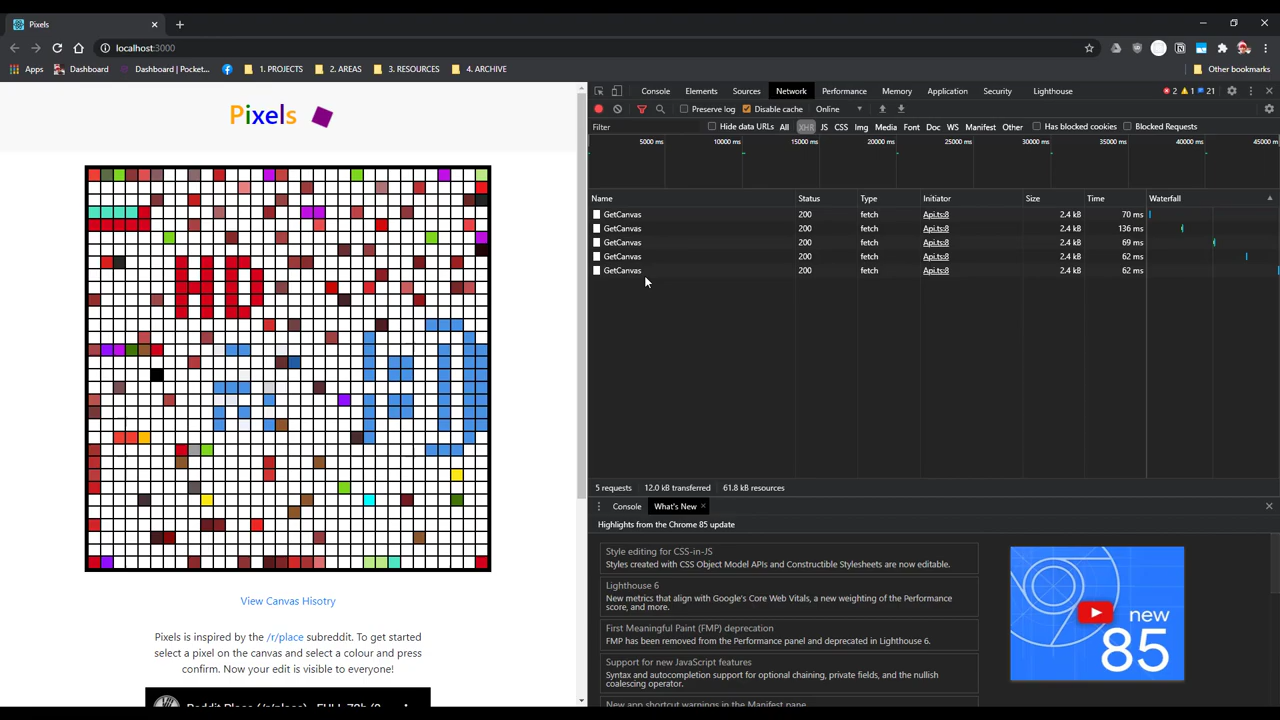 Pixels
localhost:3000
Apps Dashboard Dashboard | Pocket... 1. PROJECTS 2. AREAS 3. RESOURCES 4. ARCHIVE Other bookmarks
Pixels
View Canvas Hisotry
Pixels is inspired by the /r/place subreddit. To get started
select a pixel on the canvas and select a colour and press
confirm. Now your edit is visible to everyone!
Console Elements Sources Network Performance Memory Application Security Lighthouse 2 1 21
Preserve log Disable cache Online
Filter Hide data URLs All XHR JS CSS Img Media Font Doc WS Manifest Other Has blocked cookies Blocked Requests
5000 ms 10000 ms 15000 ms 20000 ms 25000 ms 30000 ms 35000 ms 40000 ms 45000 m
Name Status Type Initiator Size Time Waterfall
GetCanvas 200 fetch Api.ts:8 2.4 kB 70 ms
GetCanvas 200 fetch Api.ts:8 2.4 kB 136 ms
GetCanvas 200 fetch Api.ts:8 2.4 kB 69 ms
GetCanvas 200 fetch Api.ts:8 2.4 kB 62 ms
GetCanvas 200 fetch Api.ts:8 2.4 kB 62 ms
5 requests 12.0 kB transferred 61.8 kB resources
Console What's New
Highlights from the Chrome 85 update
Style editing for CSS-in-JS
Styles created with CSS Object Model APIs and Constructible Stylesheets are now editable.
Lighthouse 6
New metrics that align with Google's Core Web Vitals, a new weighting of the Performance
score, and more.
First Meaningful Paint (FMP) deprecation
FMP has been removed from the Performance panel and deprecated in Lighthouse 6.
Support for new JavaScript features
Syntax and autocompletion support for optional chaining, private fields, and the nullish
coalescing operator.
New app shortcut warnings in the Manifest pane
new
85